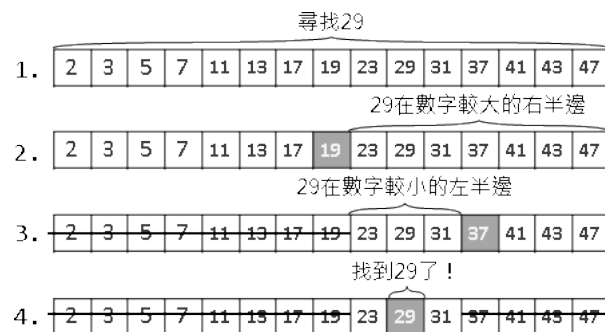 尋找29
1. 2 3 5 7 11 13 17 19 23 29 31 37 41 43 47
29在數字較大的右半邊
2. 2 3 5 7 11 13 17 19 23 29 31 37 41 43 47
29在數字較小的左半邊
3. 2 3 5 7 11 13 17 19 23 29 31 37 41 43 47
找到29了！
4. 2 3 5 7 11 13 17 19 23 29 31 37 41 43 47